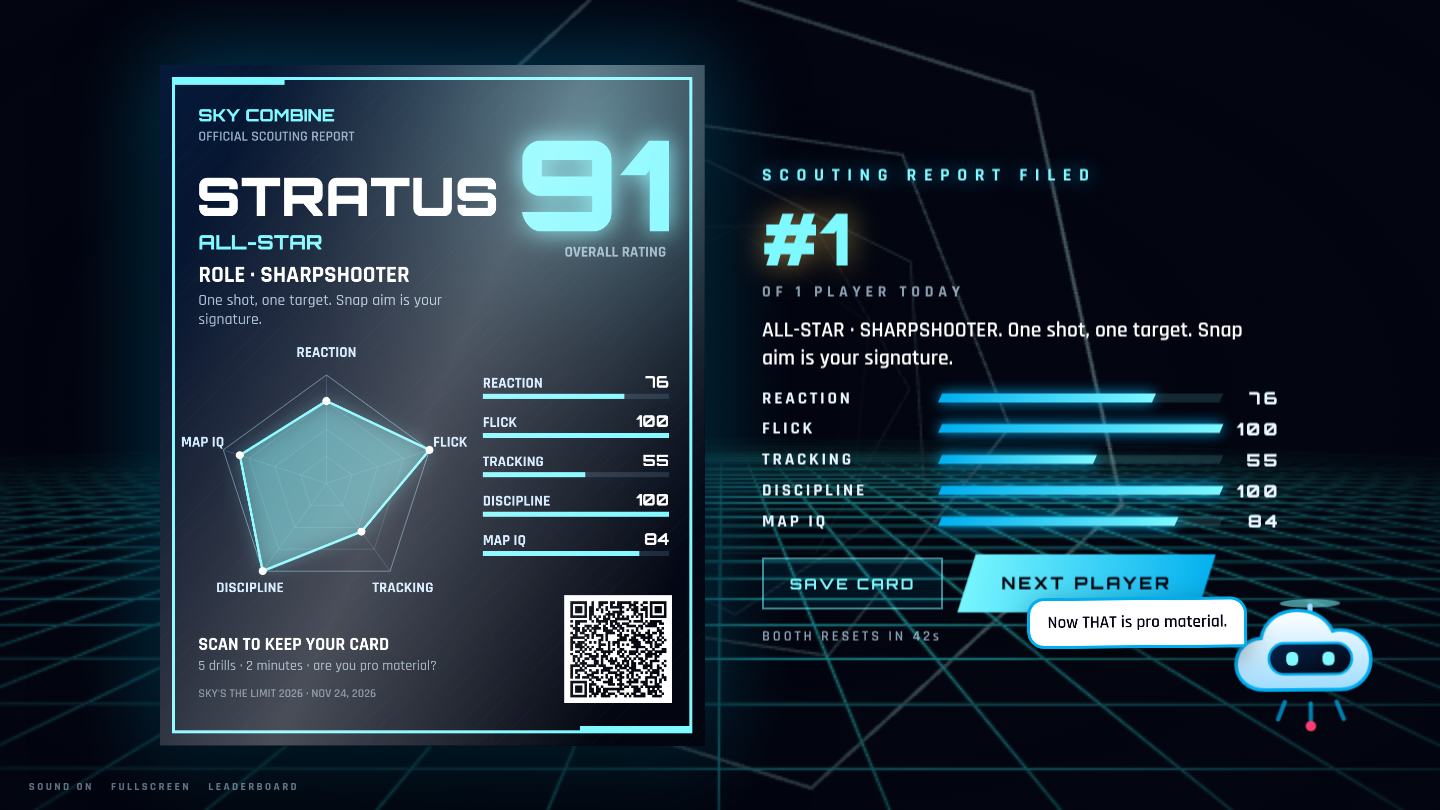 SKY COMBINE
OFFICIAL SCOUTING REPORT
STRATUS
91
ALL-STAR
OVERALL RATING
ROLE · SHARPSHOOTER
One shot, one target. Snap aim is your
signature.
REACTION
MAP IQ
FLICK
DISCIPLINE
TRACKING
REACTION 76
FLICK 100
TRACKING 55
DISCIPLINE 100
MAP IQ 84
SCAN TO KEEP YOUR CARD
5 drills · 2 minutes · are you pro material?
SKY'S THE LIMIT 2026 · NOV 24, 2026
SCOUTING REPORT FILED
#1
OF 1 PLAYER TODAY
ALL-STAR · SHARPSHOOTER. One shot, one target. Snap
aim is your signature.
REACTION 76
FLICK 100
TRACKING 55
DISCIPLINE 100
MAP IQ 84
SAVE CARD
NEXT PLAYER
Now THAT is pro material.
BOOTH RESETS IN 42s
SOUND ON FULLSCREEN LEADERBOARD